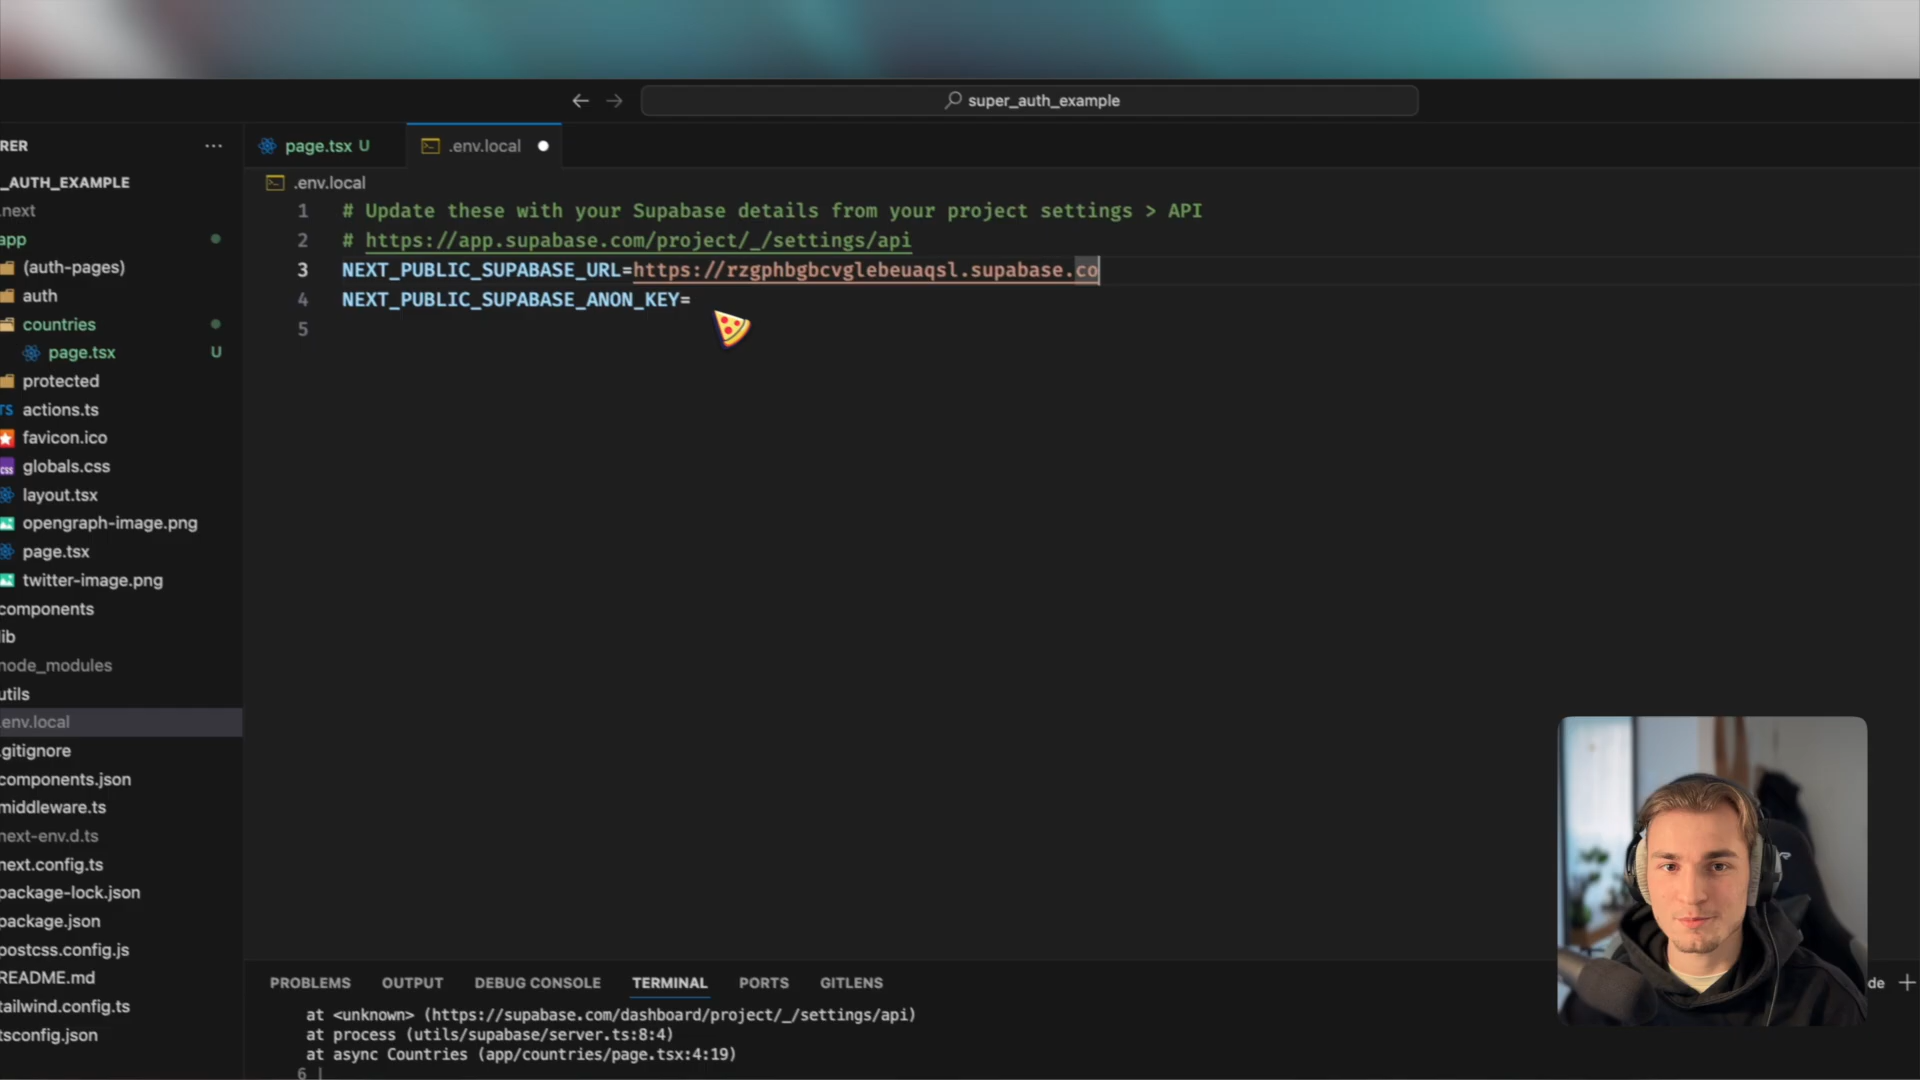 super_auth_example
RER
...
page.tsx U
.env.local
_AUTH_EXAMPLE
.env.local
.next
app
(auth-pages)
auth
countries
page.tsx U
protected
TS actions.ts
favicon.ico
css globals.css
layout.tsx
opengraph-image.png
page.tsx
twitter-image.png
components
lib
node_modules
utils
env.local
.gitignore
components.json
middleware.ts
next-env.d.ts
next.config.ts
package-lock.json
package.json
postcss.config.js
README.md
tailwind.config.ts
tsconfig.json
1 # Update these with your Supabase details from your project settings > API
2 # https://app.supabase.com/project/_/settings/api
3 NEXT_PUBLIC_SUPABASE_URL=https://rzgphbgbcvglebeuaqsl.supabase.co
4 NEXT_PUBLIC_SUPABASE_ANON_KEY=
5
PROBLEMS OUTPUT DEBUG CONSOLE TERMINAL PORTS GITLENS
de +
at <unknown> (https://supabase.com/dashboard/project/_/settings/api)
at process (utils/supabase/server.ts:8:4)
at async Countries (app/countries/page.tsx:4:19)
6 |